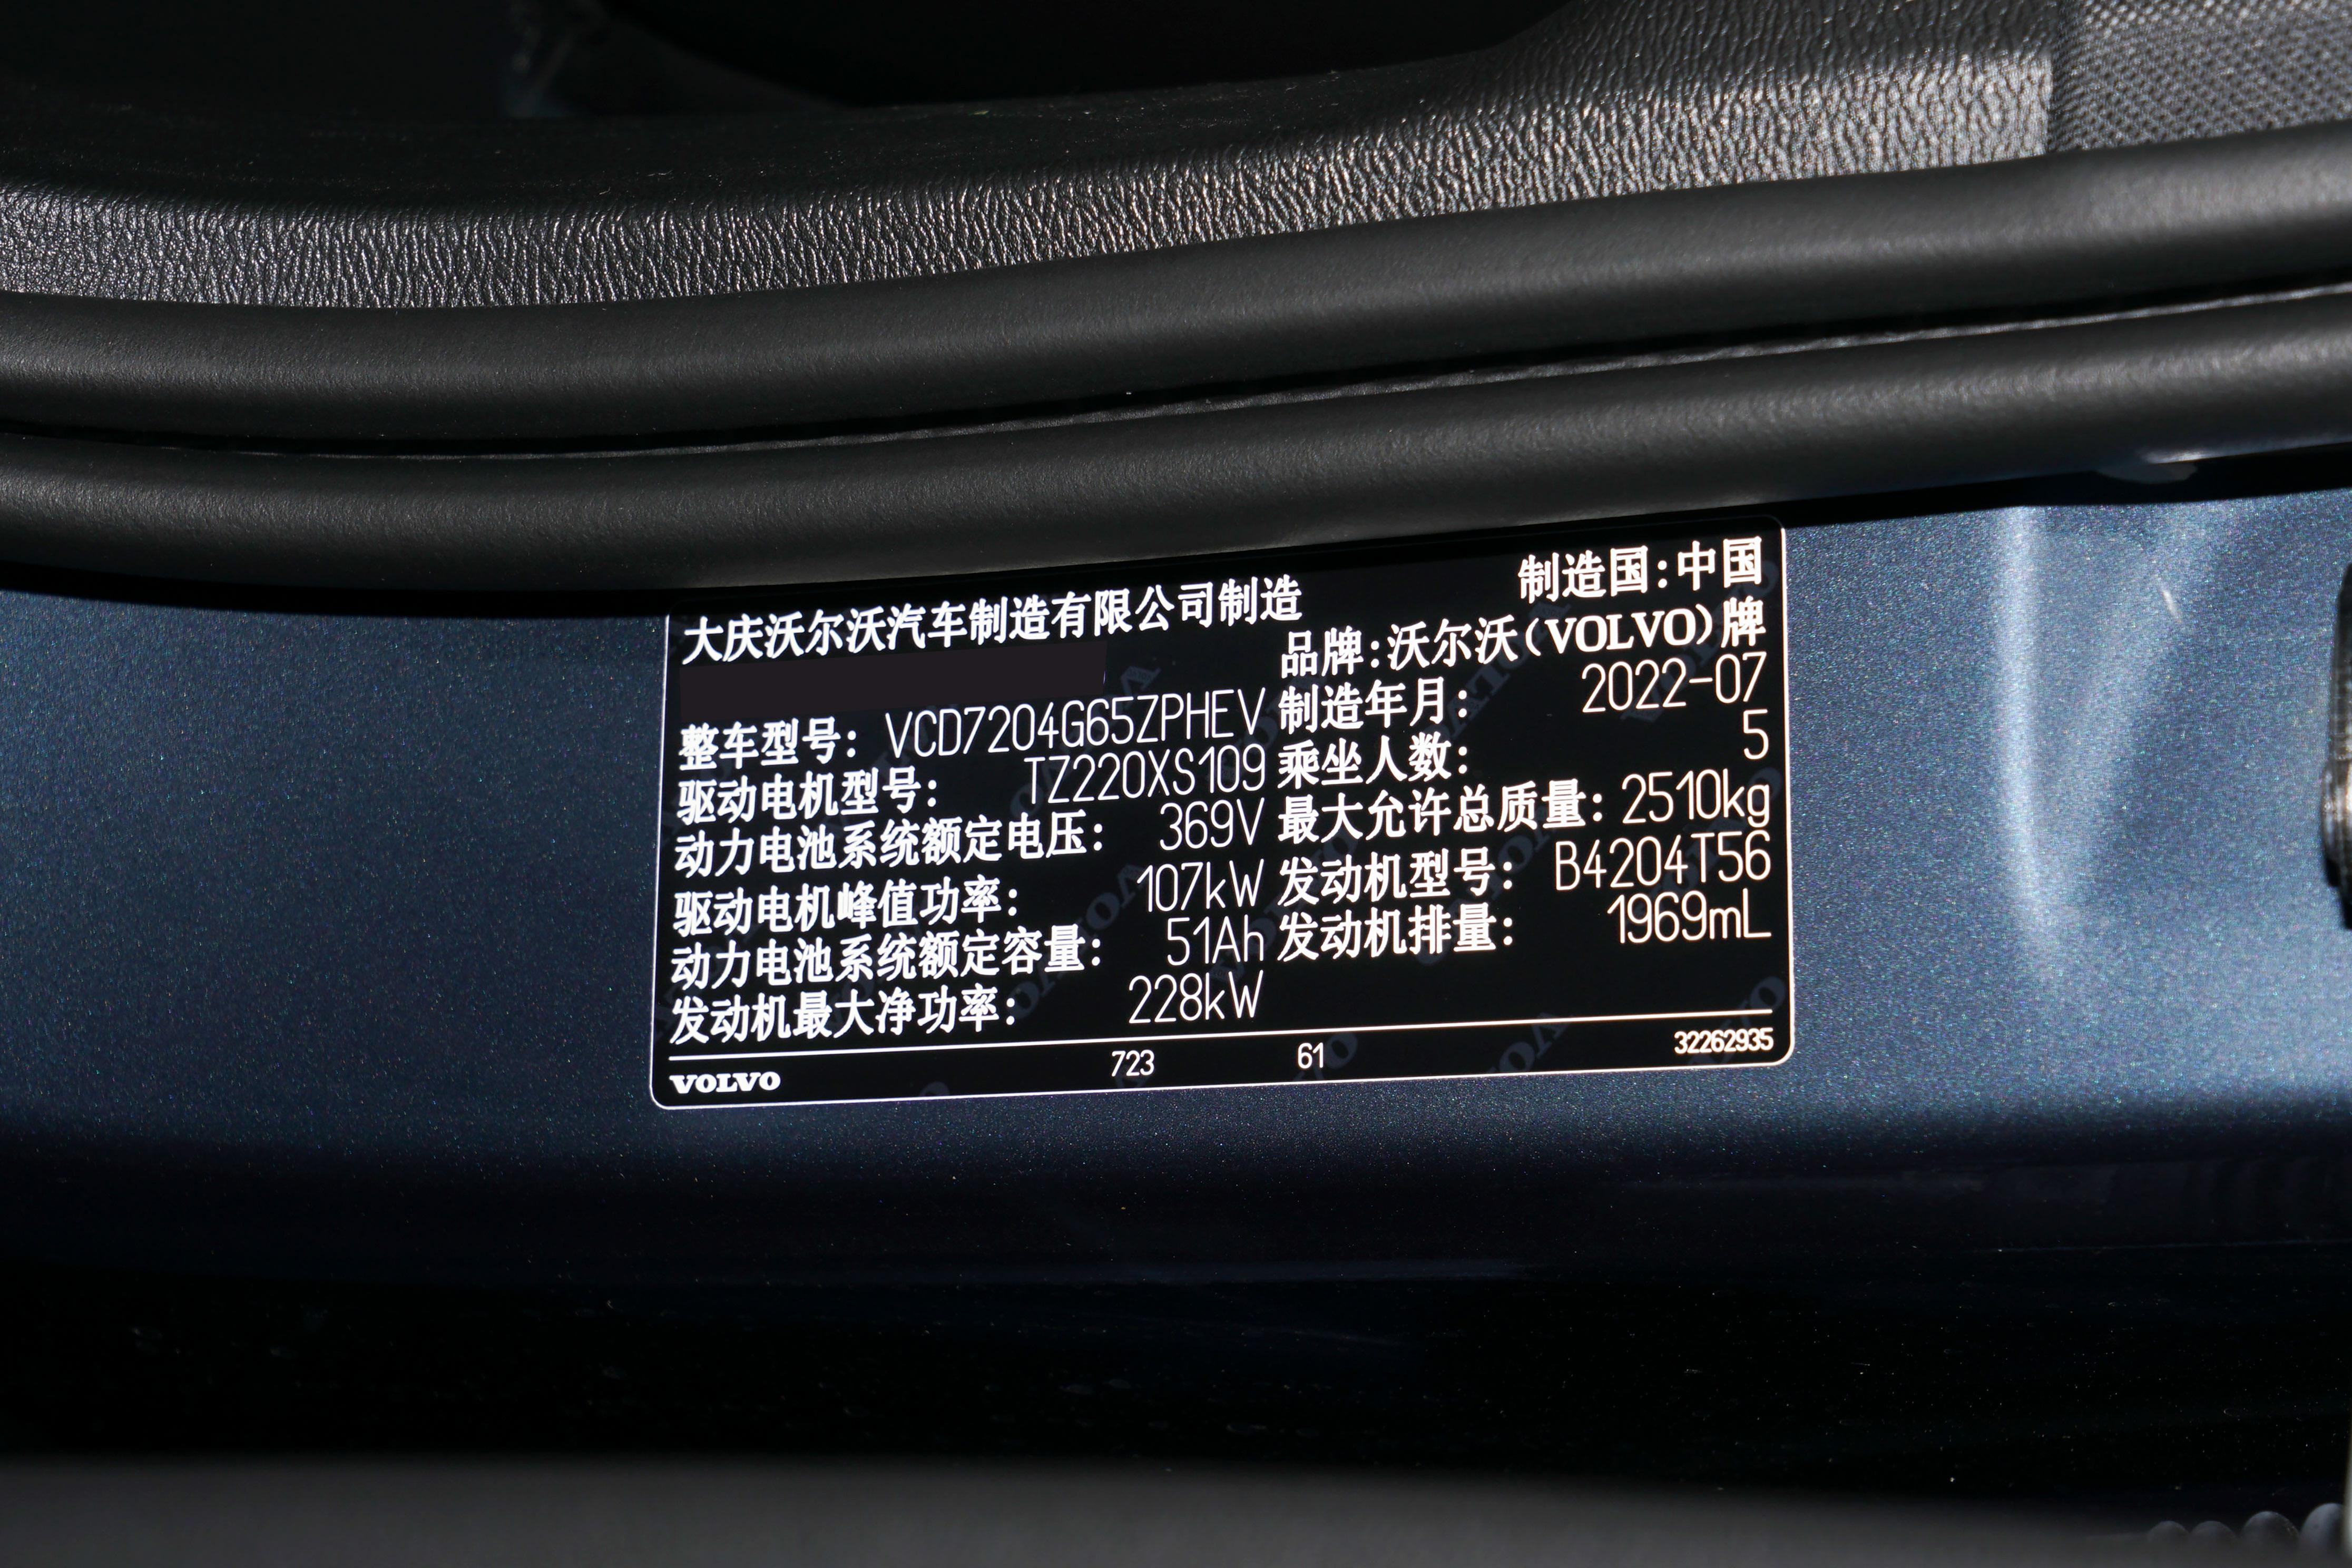 大庆沃尔沃汽车制造有限公司制造
制造国:中国
品牌:沃尔沃(VOLVO)牌
整车型号: VCD7204G65ZPHEV
制造年月: 2022-07
驱动电机型号: TZ220XS109
乘坐人数: 5
动力电池系统额定电压: 369V
最大允许总质量: 2510kg
驱动电机峰值功率: 107kW
发动机型号: B4204T56
动力电池系统额定容量: 51Ah
发动机排量: 1969mL
发动机最大净功率: 228kW
VOLVO 723 61 32262935